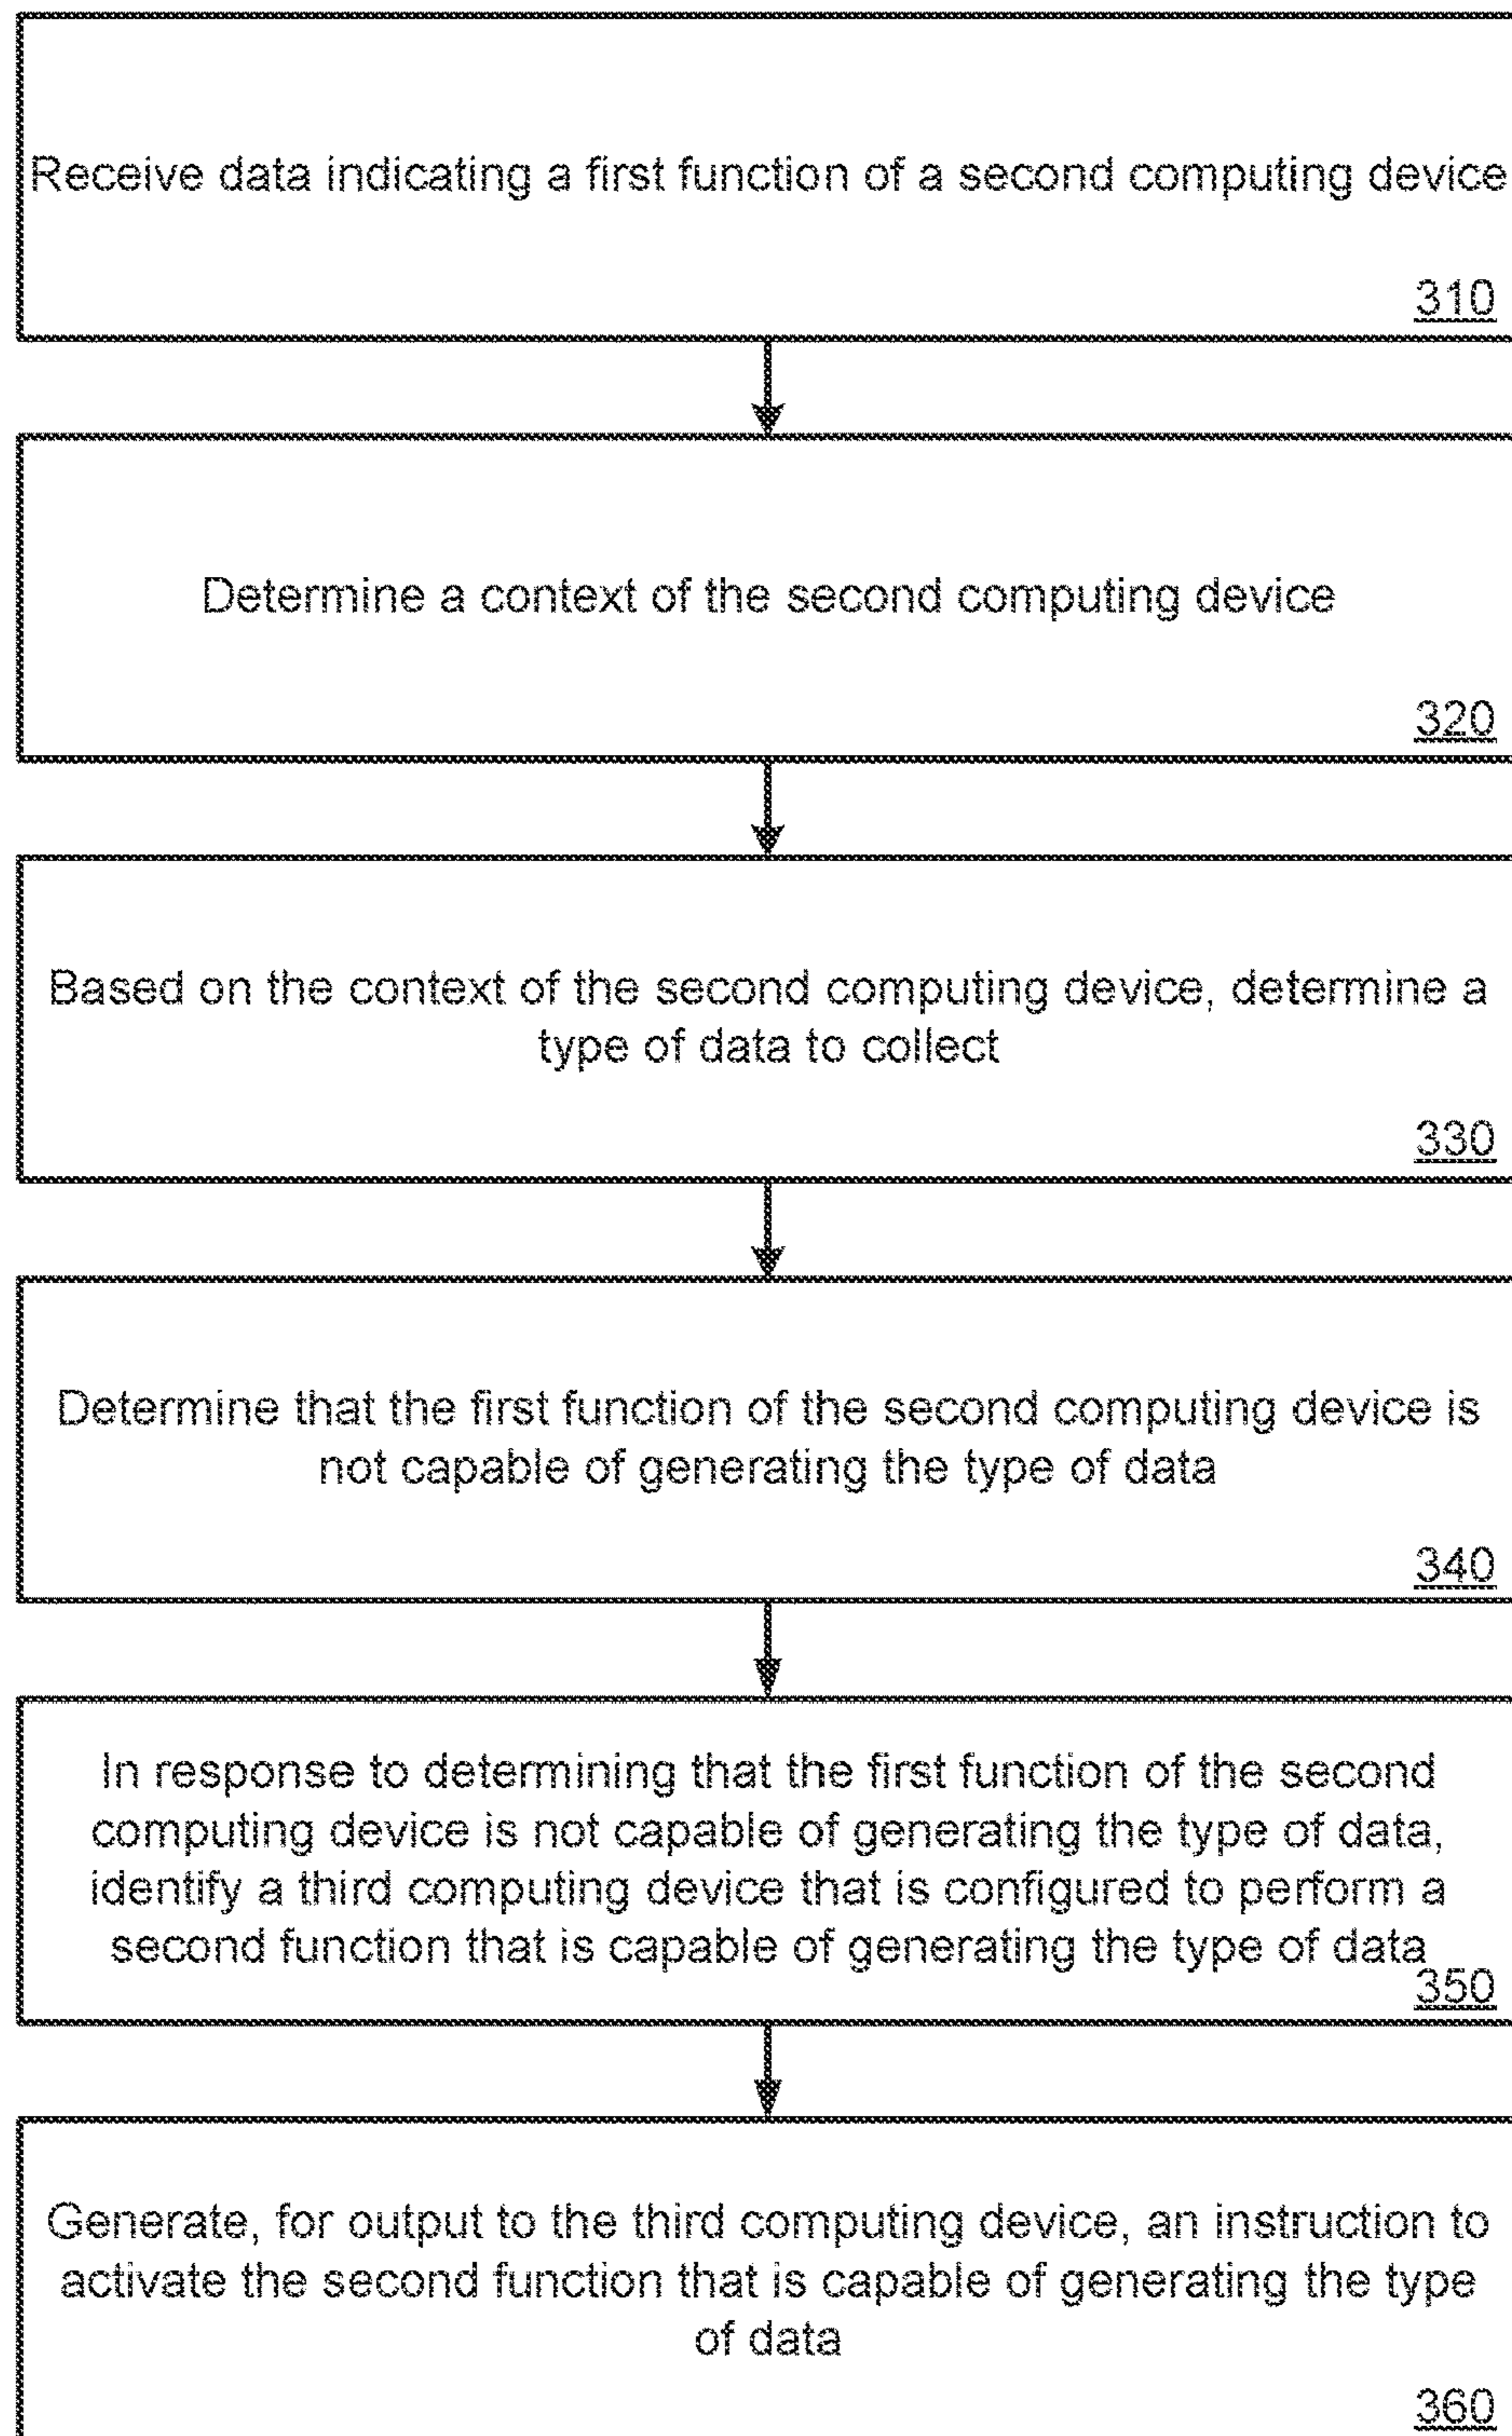 Receive data indicating a first function of a second computing device
310
Determine a context of the second computing device
320
Based on the context of the second computing device, determine a
type of data to collect
330
Determine that the first function of the second computing device is
not capable of generating the type of data
340
In response to determining that the first function of the second
computing device is not capable of generating the type of data,
identify a third computing device that is configured to perform a
second function that is capable of generating the type of data
350
Generate, for output to the third computing device, an instruction to
activate the second function that is capable of generating the type
of data
360